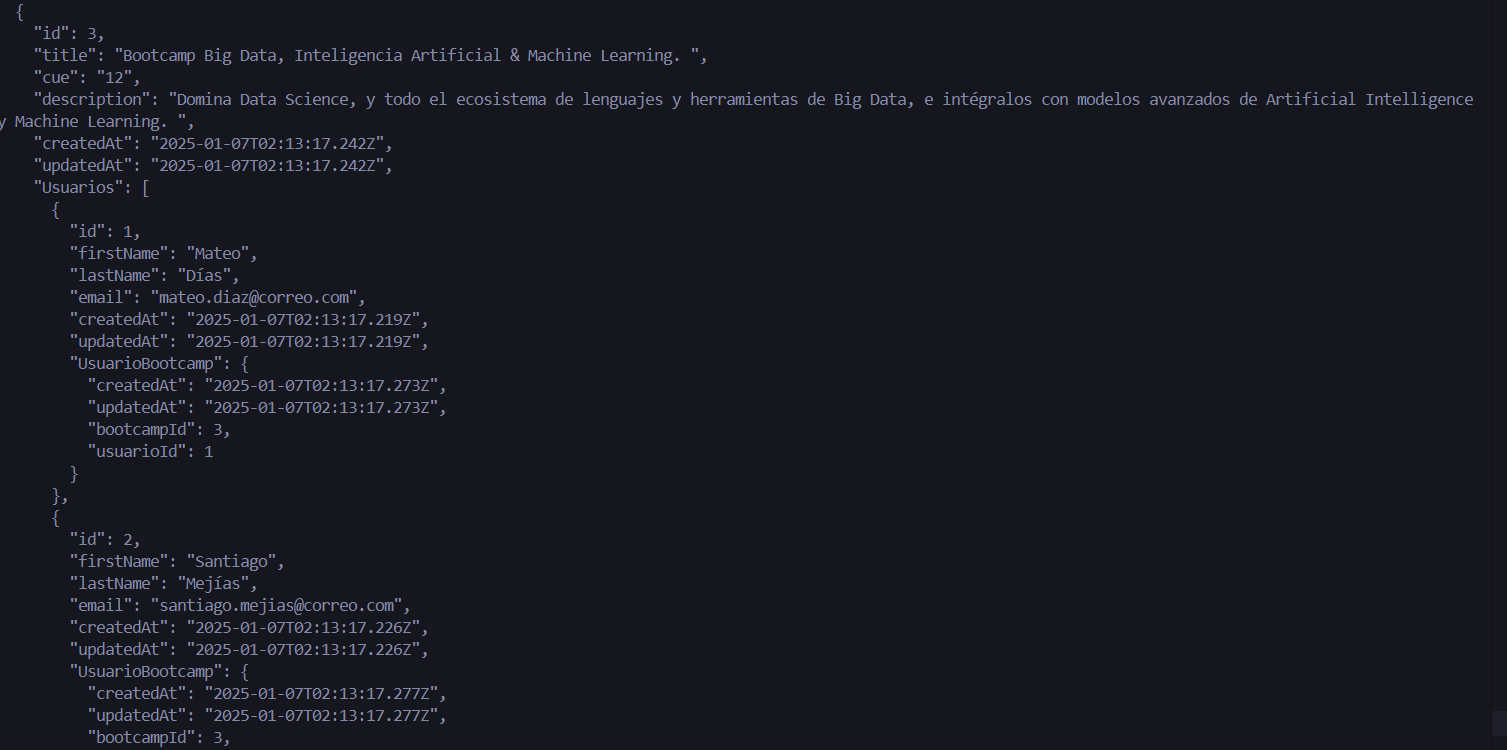 {
"id": 3,
"title": "Bootcamp Big Data, Inteligencia Artificial & Machine Learning. ",
"cue": "12",
"description": "Domina Data Science, y todo el ecosistema de lenguajes y herramientas de Big Data, e intégralos con modelos avanzados de Artificial Intelligence
y Machine Learning. ",
"createdAt": "2025-01-07T02:13:17.242Z",
"updatedAt": "2025-01-07T02:13:17.242Z",
"Usuarios": [
{
"id": 1,
"firstName": "Mateo",
"lastName": "Días",
"email": "mateo.diaz@correo.com",
"createdAt": "2025-01-07T02:13:17.219Z",
"updatedAt": "2025-01-07T02:13:17.219Z",
"UsuarioBootcamp": {
"createdAt": "2025-01-07T02:13:17.273Z",
"updatedAt": "2025-01-07T02:13:17.273Z",
"bootcampId": 3,
"usuarioId": 1
}
},
{
"id": 2,
"firstName": "Santiago",
"lastName": "Mejías",
"email": "santiago.mejias@correo.com",
"createdAt": "2025-01-07T02:13:17.226Z",
"updatedAt": "2025-01-07T02:13:17.226Z",
"UsuarioBootcamp": {
"createdAt": "2025-01-07T02:13:17.277Z",
"updatedAt": "2025-01-07T02:13:17.277Z",
"bootcampId": 3,